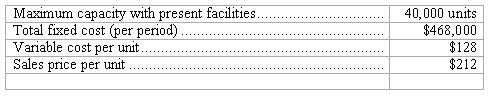 Maximum capacity with present facilities................................ 40,000 units
Total fixed cost (per period)................................................... $468,000
Variable cost per unit............................................................. $128
Sales price per unit ................................................................ $212